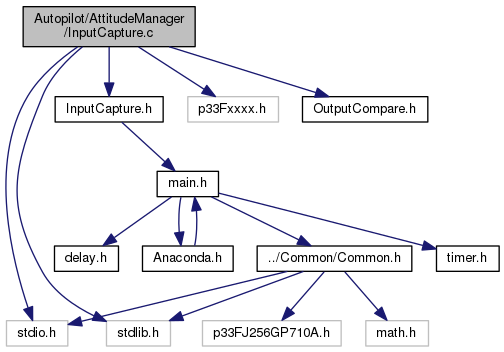 Autopilot/AttitudeManager
/InputCapture.c
InputCapture.h
p33Fxxxx.h
OutputCompare.h
main.h
delay.h
Anaconda.h
../Common/Common.h
timer.h
stdio.h
stdlib.h
p33FJ256GP710A.h
math.h